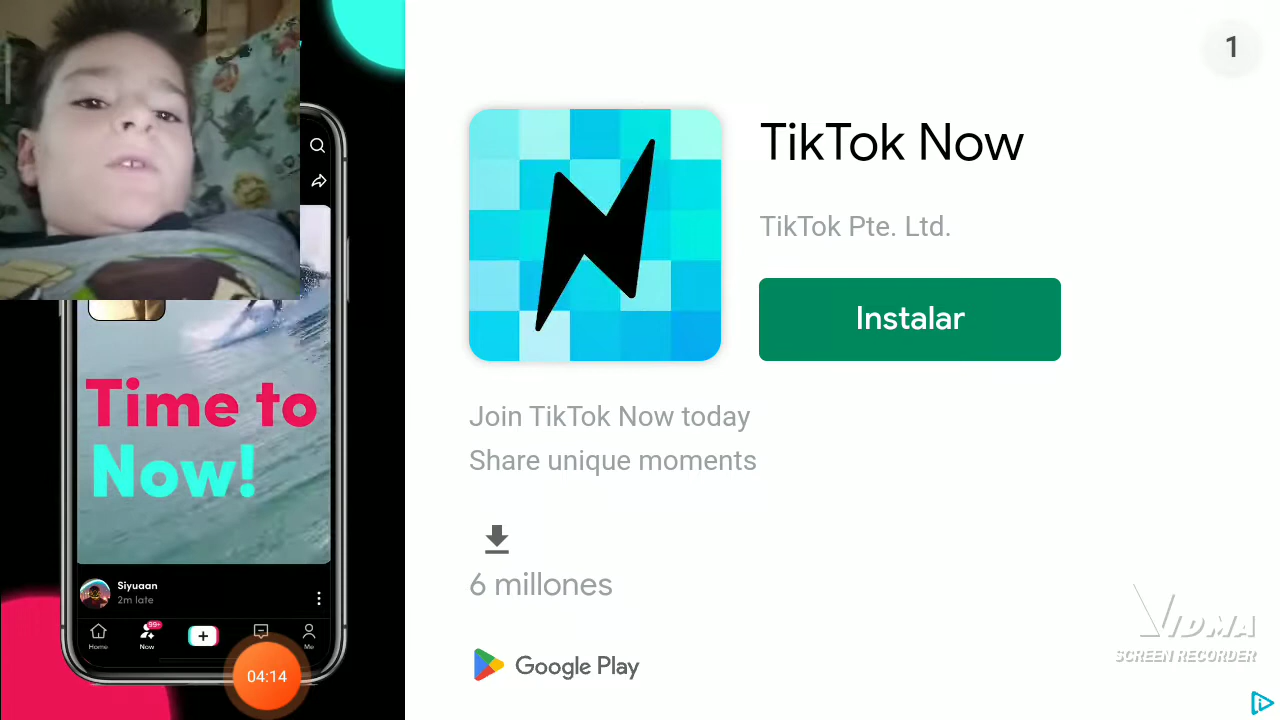 1
TikTok Now
TikTok Pte. Ltd.
Instalar
Join TikTok Now today
Share unique moments
6 millones
Google Play
Time to
Now!
Siyuaan
2m late
99+
Home
Now
Me
04:14
VIDMA
SCREEN RECORDER